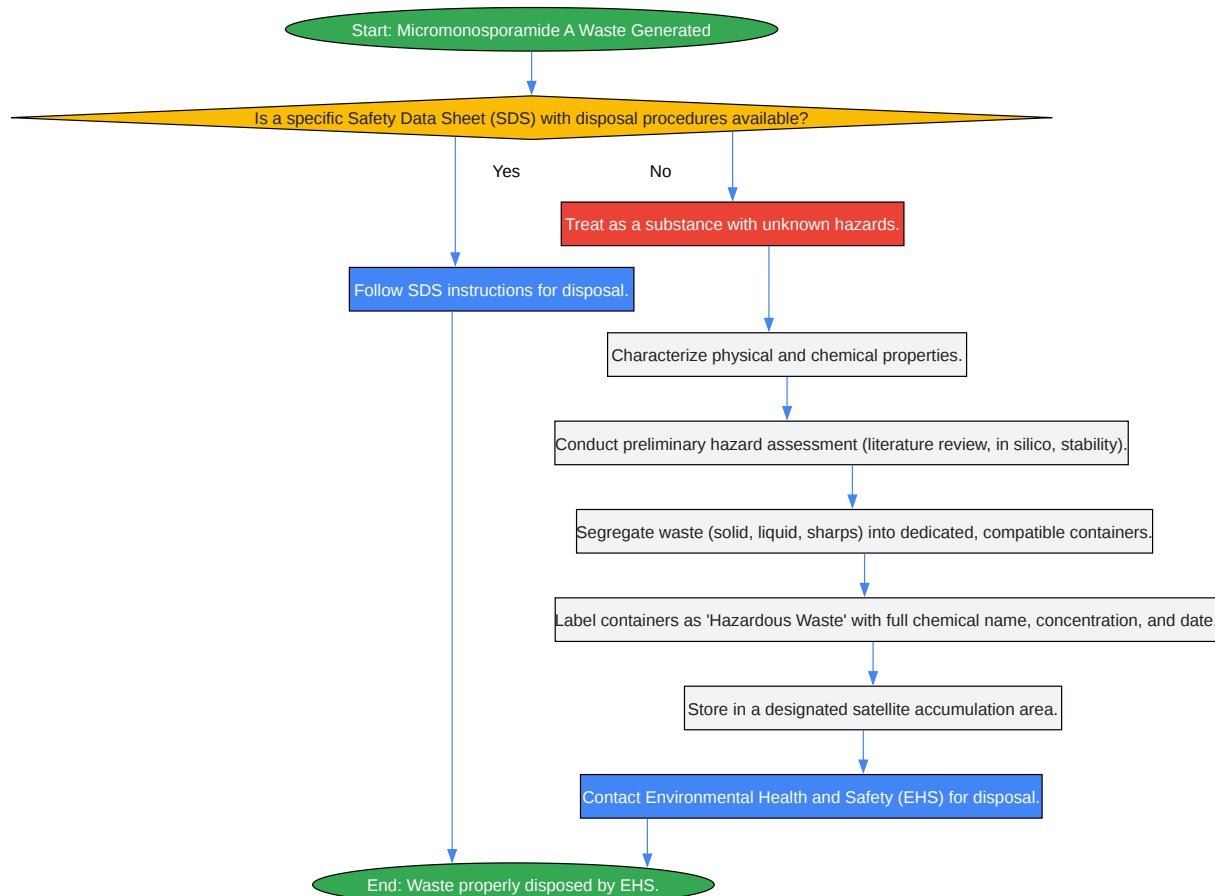 Start: Micromonosporamide A Waste Generated
Is a specific Safety Data Sheet (SDS) with disposal procedures available?
Yes
No
Treat as a substance with unknown hazards.
Follow SDS instructions for disposal.
Characterize physical and chemical properties.
Conduct preliminary hazard assessment (literature review, in silico, stability).
Segregate waste (solid, liquid, sharps) into dedicated, compatible containers.
Label containers as 'Hazardous Waste' with full chemical name, concentration, and date.
Store in a designated satellite accumulation area.
Contact Environmental Health and Safety (EHS) for disposal.
End: Waste properly disposed by EHS.